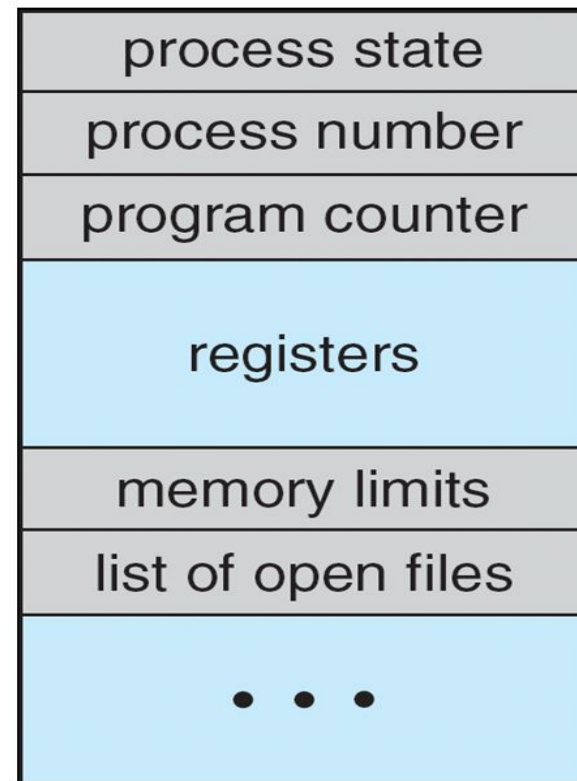 process state
process number
program counter
registers
memory limits
list of open files
• • •